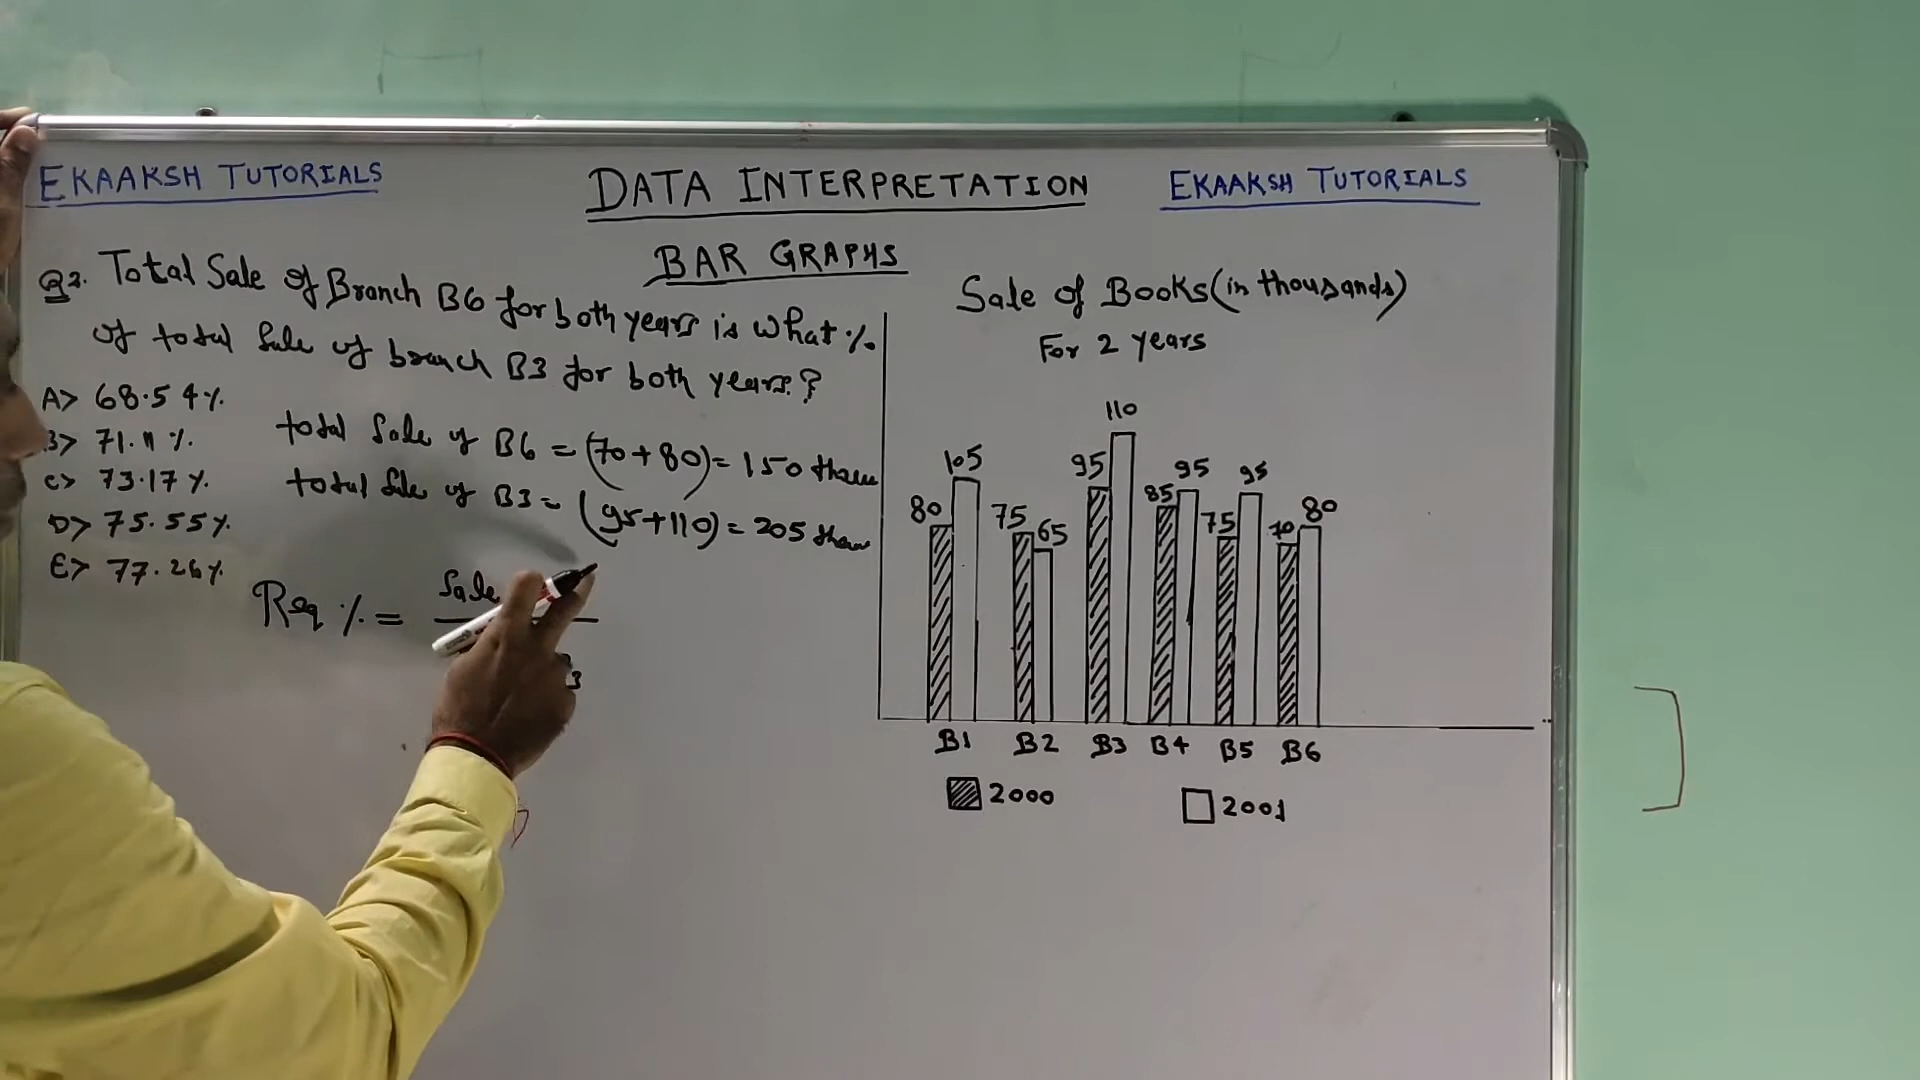 EKAAKSH TUTORIALS
DATA INTERPRETATION
EKAAKSH TUTORIALS
BAR GRAPHS
Q2. Total Sale of Branch B6 for both years is what %
of total Sale of branch B3 for both years?
A> 68.54%
B> 71.11%
C> 73.17%
D> 75.55%
E> 77.26%
total Sale of B6 = (70+80) = 150
total Sale of B3 = (95+110) = 205
Req % = Sale
3
Sale of Books (in thousands)
For 2 years
80 105 75 65 95 110 85 95 75 95 70 80
B1 B2 B3 B4 B5 B6
2000 2001